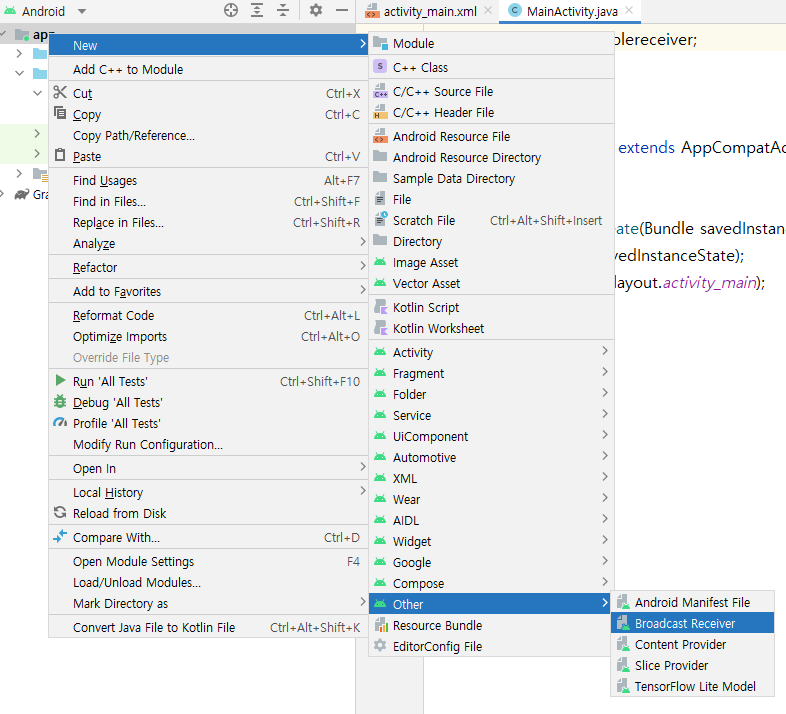 Android
activity_main.xml
MainActivity.java
app
New
Add C++ to Module
Cut Ctrl+X
Copy Ctrl+C
Copy Path/Reference...
Paste Ctrl+V
Find Usages Alt+F7
Find in Files... Ctrl+Shift+F
Replace in Files... Ctrl+Shift+R
Analyze
Refactor
Add to Favorites
Reformat Code Ctrl+Alt+L
Optimize Imports Ctrl+Alt+O
Override File Type
Run 'All Tests' Ctrl+Shift+F10
Debug 'All Tests'
Profile 'All Tests'
Modify Run Configuration...
Open In
Local History
Reload from Disk
Compare With... Ctrl+D
Open Module Settings F4
Load/Unload Modules...
Mark Directory as
Convert Java File to Kotlin File Ctrl+Alt+Shift+K
Gra
Module
C++ Class
C/C++ Source File
C/C++ Header File
Android Resource File
Android Resource Directory
Sample Data Directory
File
Scratch File Ctrl+Alt+Shift+Insert
Directory
Image Asset
Vector Asset
Kotlin Script
Kotlin Worksheet
Activity
Fragment
Folder
Service
UiComponent
Automotive
XML
Wear
AIDL
Widget
Google
Compose
Other
Resource Bundle
EditorConfig File
Android Manifest File
Broadcast Receiver
Content Provider
Slice Provider
TensorFlow Lite Model
plereceiver;
extends AppCompatAc
ate(Bundle savedInstan
vedInstanceState);
layout.activity_main);